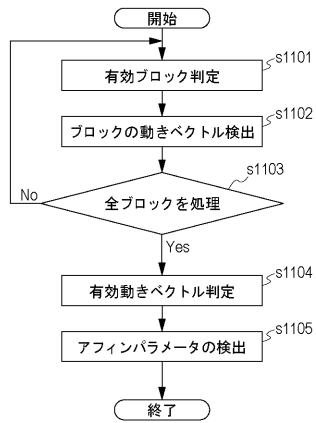 開始
有効ブロック判定
s1101
ブロックの動きベクトル検出
s1102
全ブロックを処理
s1103
No
Yes
有効動きベクトル判定
s1104
アフィンパラメータの検出
s1105
終了